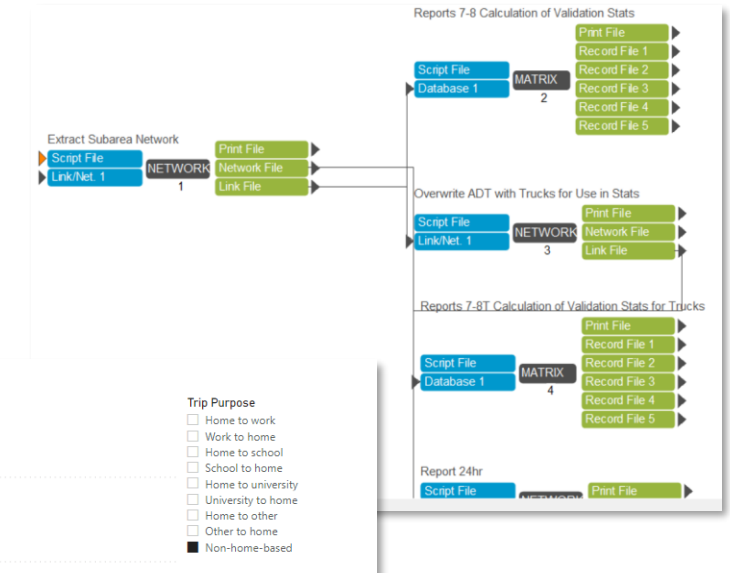 Reports 7-8 Calculation of Validation Stats
Print File
Record File 1
Script File
Record File 2
Database 1
MATRIX
Record File 3
2
Record File 4
Record File 5
Extract Subarea Network
Print File
Script File
NETWORK
Network File
Link/Net. 1
1
Link File
Overwrite ADT with Trucks for Use in Stats
Print File
Script File
NETWORK
Network File
Link/Net. 1
3
Link File
Reports 7-8T Calculation of Validation Stats for Trucks
Print File
Record File 1
Script File
Record File 2
Database 1
MATRIX
Record File 3
4
Record File 4
Record File 5
Report 24hr
Script File
NETWORK
Print File
Trip Purpose
Home to work
Work to home
Home to school
School to home
Home to university
University to home
Home to other
Other to home
Non-home-based